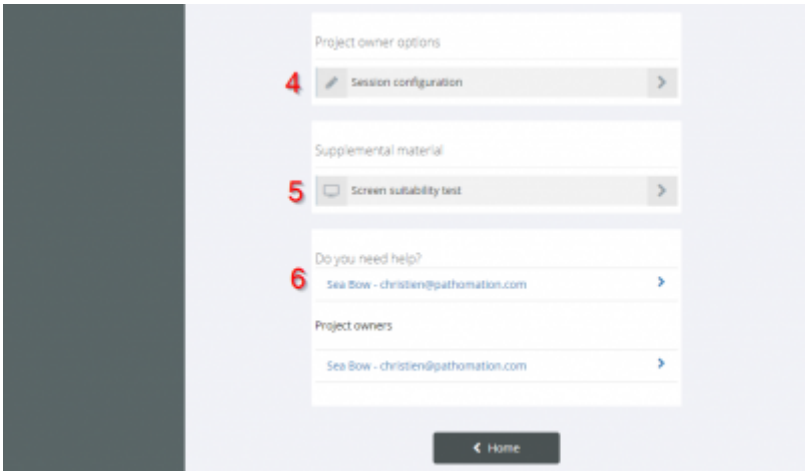 Project owner options
4
Session configuration
Supplemental material
5
Screen suitability test
Do you need help?
6
Sea Bow - christien@pathomation.com
Project owners
Sea Bow - christien@pathomation.com
Home